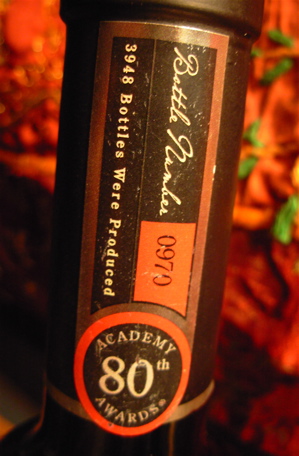 Bottle Number 0970
3948 Bottles Were Produced
ACADEMY
80th
AWARDS®